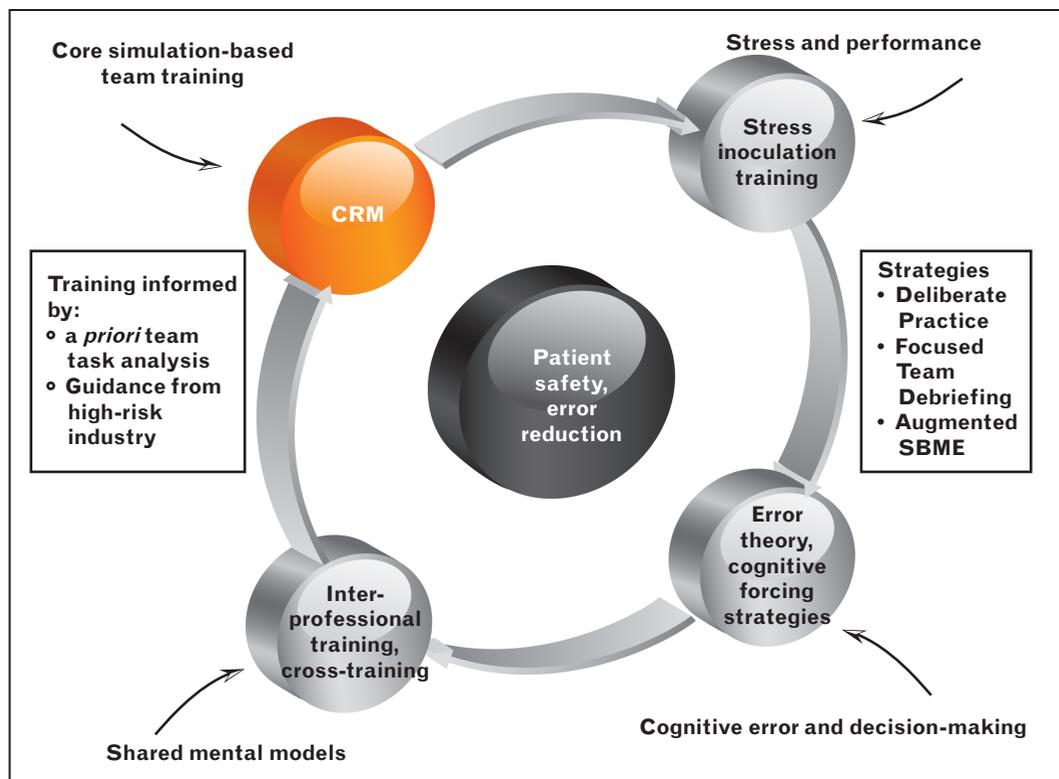 Core simulation-based
team training
Stress and performance
CRM
Stress
inoculation
training
Training informed
by:
a priori team
task analysis
Guidance from
high-risk
industry
Patient
safety,
error
reduction
Strategies
• Deliberate
Practice
• Focused
Team
Debriefing
• Augmented
SBME
Inter-
professional
training,
cross-training
Error
theory,
cognitive
forcing
strategies
Shared mental models
Cognitive error and decision-making